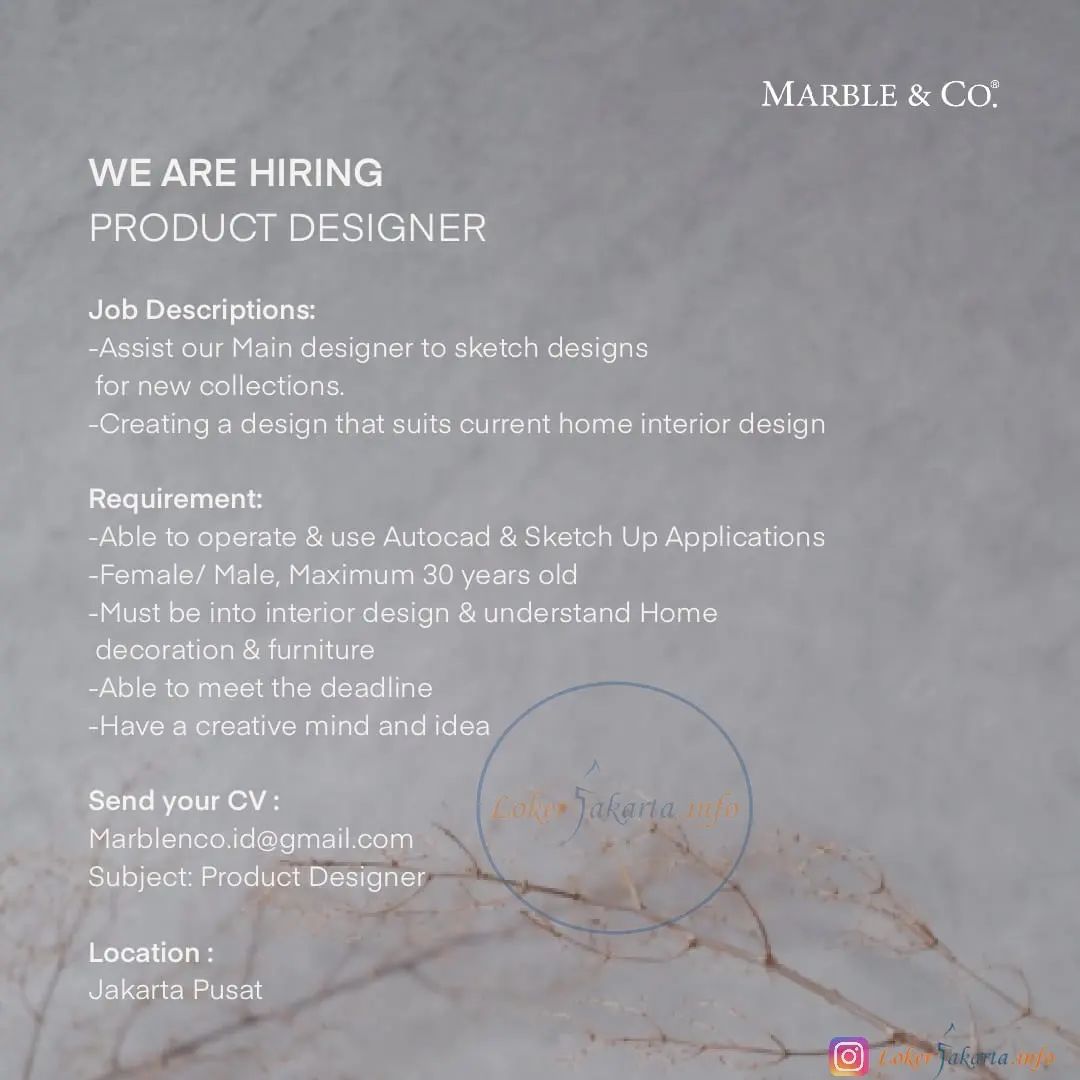 MARBLE & CO.®
WE ARE HIRING
PRODUCT DESIGNER
Job Descriptions:
-Assist our Main designer to sketch designs
for new collections.
-Creating a design that suits current home interior design
Requirement:
-Able to operate & use Autocad & Sketch Up Applications
-Female/ Male, Maximum 30 years old
-Must be into interior design & understand Home
decoration & furniture
-Able to meet the deadline
-Have a creative mind and idea
Loker Jakarta.info
Send your CV :
Marblenco.id@gmail.com
Subject: Product Designer
Location :
Jakarta Pusat
Loker Jakarta.info